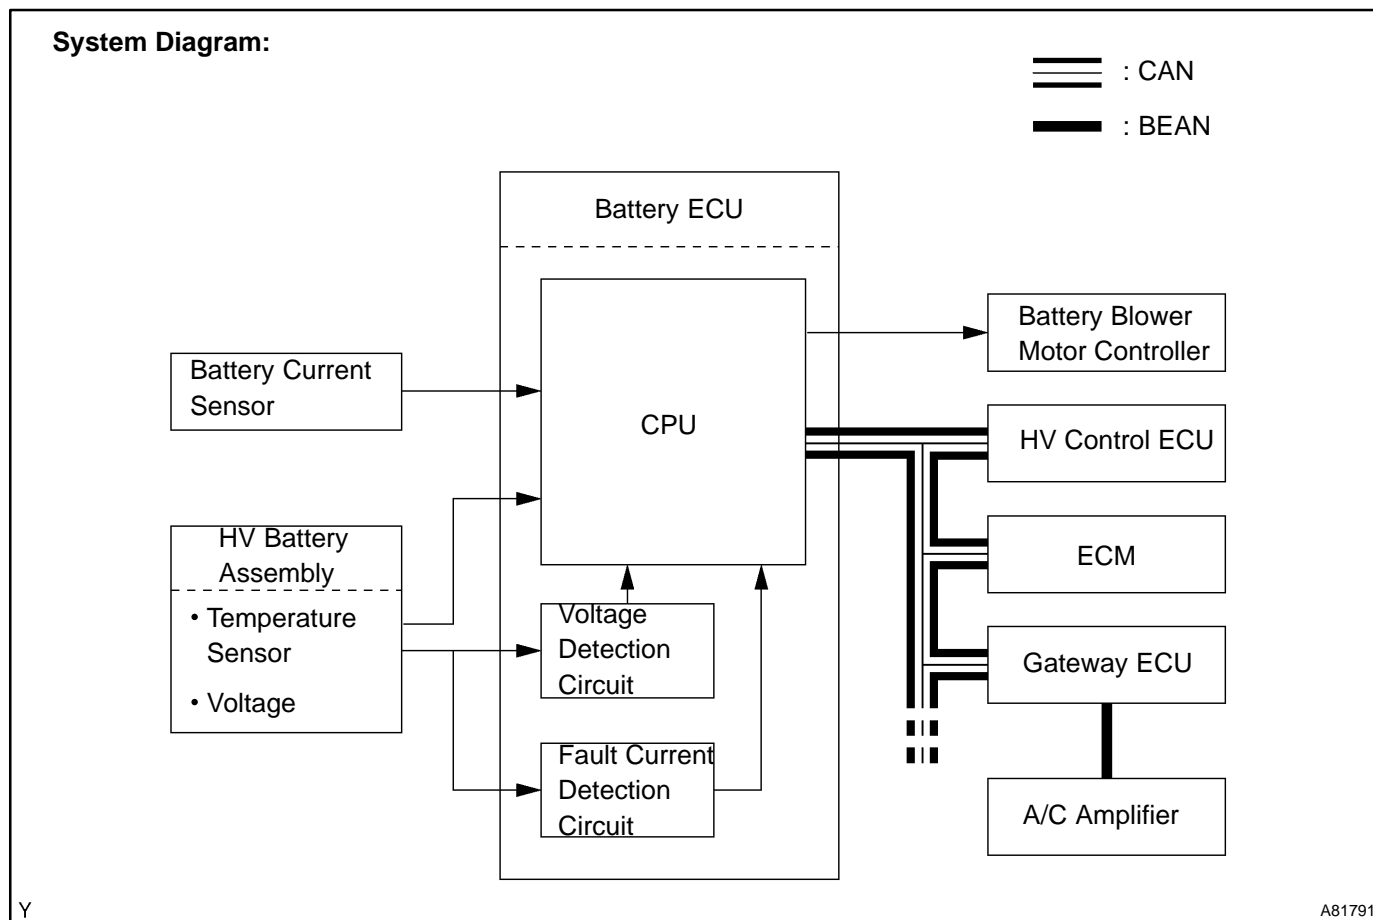 System Diagram:
: CAN
: BEAN
Battery ECU
Battery Blower
Motor Controller
Battery Current
Sensor
CPU
HV Control ECU
HV Battery
Assembly
ECM
• Temperature
Sensor
• Voltage
Voltage
Detection
Circuit
Gateway ECU
Fault Current
Detection
Circuit
A/C Amplifier
Y
A81791